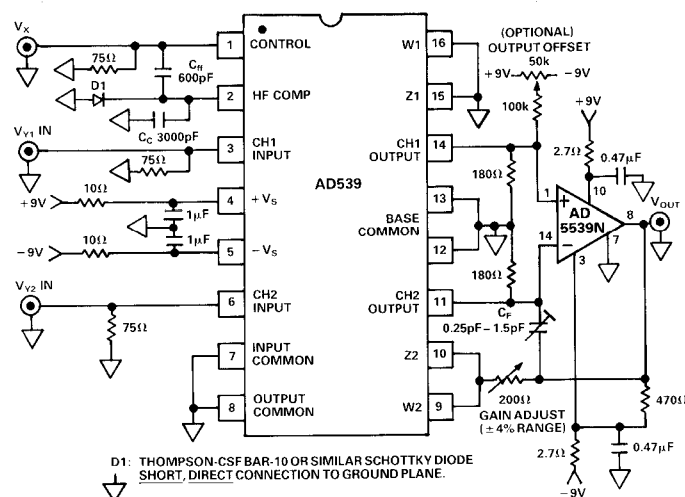 VX
75Ω
Cff
600pF
D1
CC 3000pF
VY1 IN
75Ω
+9V
10Ω
1μF
1μF
-9V
10Ω
VY2 IN
75Ω
1
CONTROL
2
HF COMP
3
CH1
INPUT
4
+VS
5
-VS
6
CH2
INPUT
7
INPUT
COMMON
8
OUTPUT
COMMON
AD539
W1
16
Z1
15
CH1
OUTPUT
14
13
BASE
COMMON
12
CH2
OUTPUT
11
Z2
10
W2
9
(OPTIONAL)
OUTPUT OFFSET
50k
+9V
-9V
100k
+9V
2.7Ω
0.47μF
10
180Ω
180Ω
1
+
AD
5539N
14
-
8
7
3
VOUT
CF
0.25pF – 1.5pF
200Ω
GAIN ADJUST
(±4% RANGE)
470Ω
2.7Ω
0.47μF
-9V
D1: THOMPSON-CSF BAR-10 OR SIMILAR SCHOTTKY DIODE
SHORT, DIRECT CONNECTION TO GROUND PLANE.